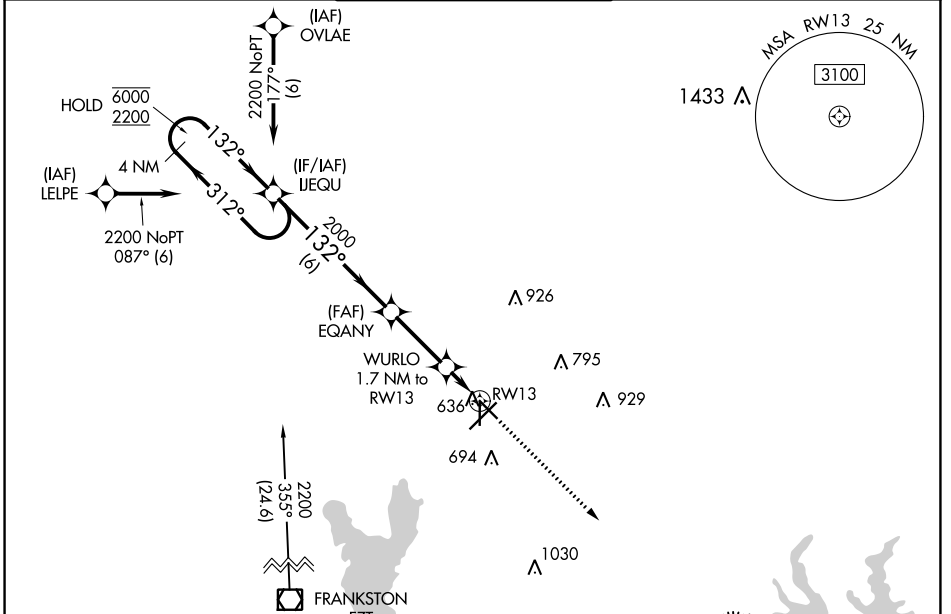 (IAF)
OVLAE
2200 NoPT
177°
(6)
MSA RW13 25 NM
3100
1433
HOLD 6000
2200
132°
4 NM
312°
(IAF)
LELPE
(IF/IAF)
IJEQU
2200 NoPT
087° (6)
2000
132°
(6)
(FAF)
EQANY
926
WURLO
1.7 NM to
RW13
795
636
RW13
929
694
2200
355°
(24.6)
1030
FRANKSTON